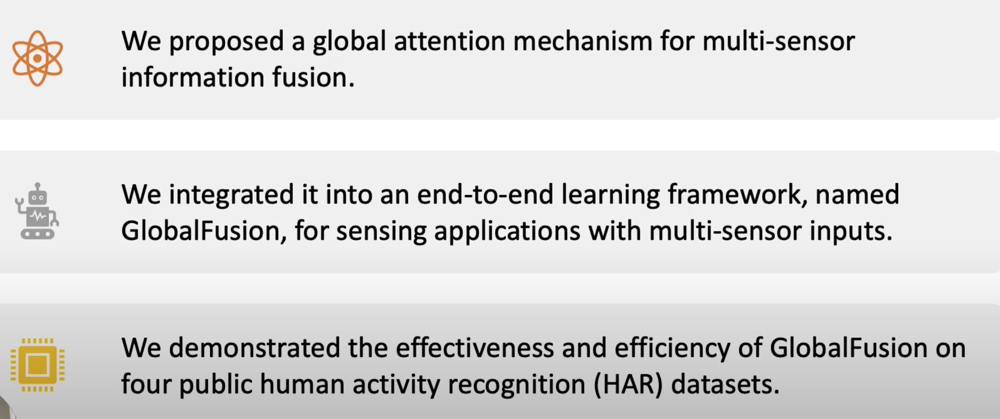 We proposed a global attention mechanism for multi-sensor
information fusion.
We integrated it into an end-to-end learning framework, named
GlobalFusion, for sensing applications with multi-sensor inputs.
We demonstrated the effectiveness and efficiency of GlobalFusion on
four public human activity recognition (HAR) datasets.